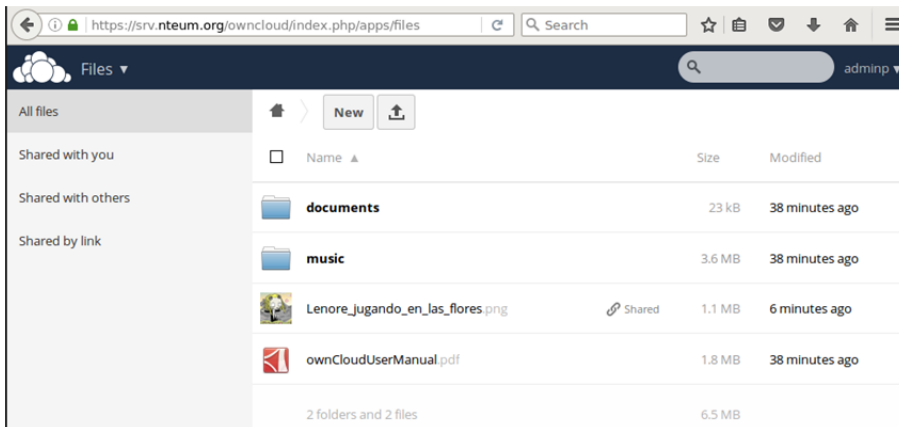 https://srv.nteum.org/owncloud/index.php/apps/files
Search
Files
adminp
All files
Shared with you
Shared with others
Shared by link
New
Name Size Modified
documents 23 kB 38 minutes ago
music 3.6 MB 38 minutes ago
Lenore_jugando_en_las_flores.png Shared 1.1 MB 6 minutes ago
ownCloudUserManual.pdf 1.8 MB 38 minutes ago
2 folders and 2 files 6.5 MB